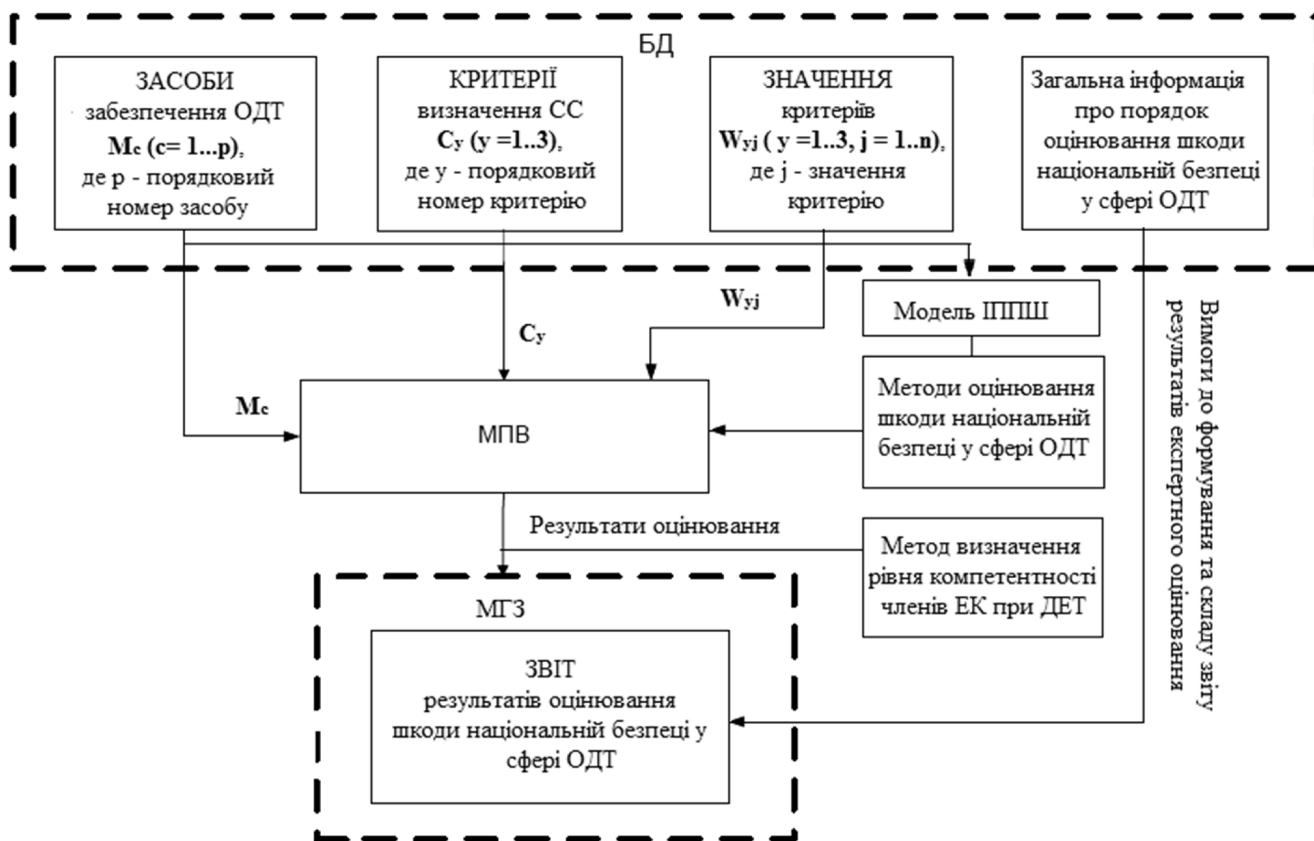 БД
ЗАСОБИ
забезпечення ОДТ
Mc (c= 1...p),
де p - порядковий
номер засобу
КРИТЕРІЇ
визначення СС
Cy (y =1..3),
де y - порядковий
номер критерію
ЗНАЧЕННЯ
критеріїв
Wyj ( y =1..3, j = 1..n),
де j - значення
критерію
Загальна інформація
про порядок
оцінювання шкоди
національній безпеці
у сфері ОДТ
Wyj
Cy
Mc
Модель ІППШ
Методи оцінювання
шкоди національній
безпеці у сфері ОДТ
МПВ
Вимоги до формування та складу звіту
результатів експертного оцінювання
Результати оцінювання
Метод визначення
рівня компетентності
членів ЕК при ДЕТ
МГЗ
ЗВІТ
результатів оцінювання
шкоди національній безпеці у
сфері ОДТ